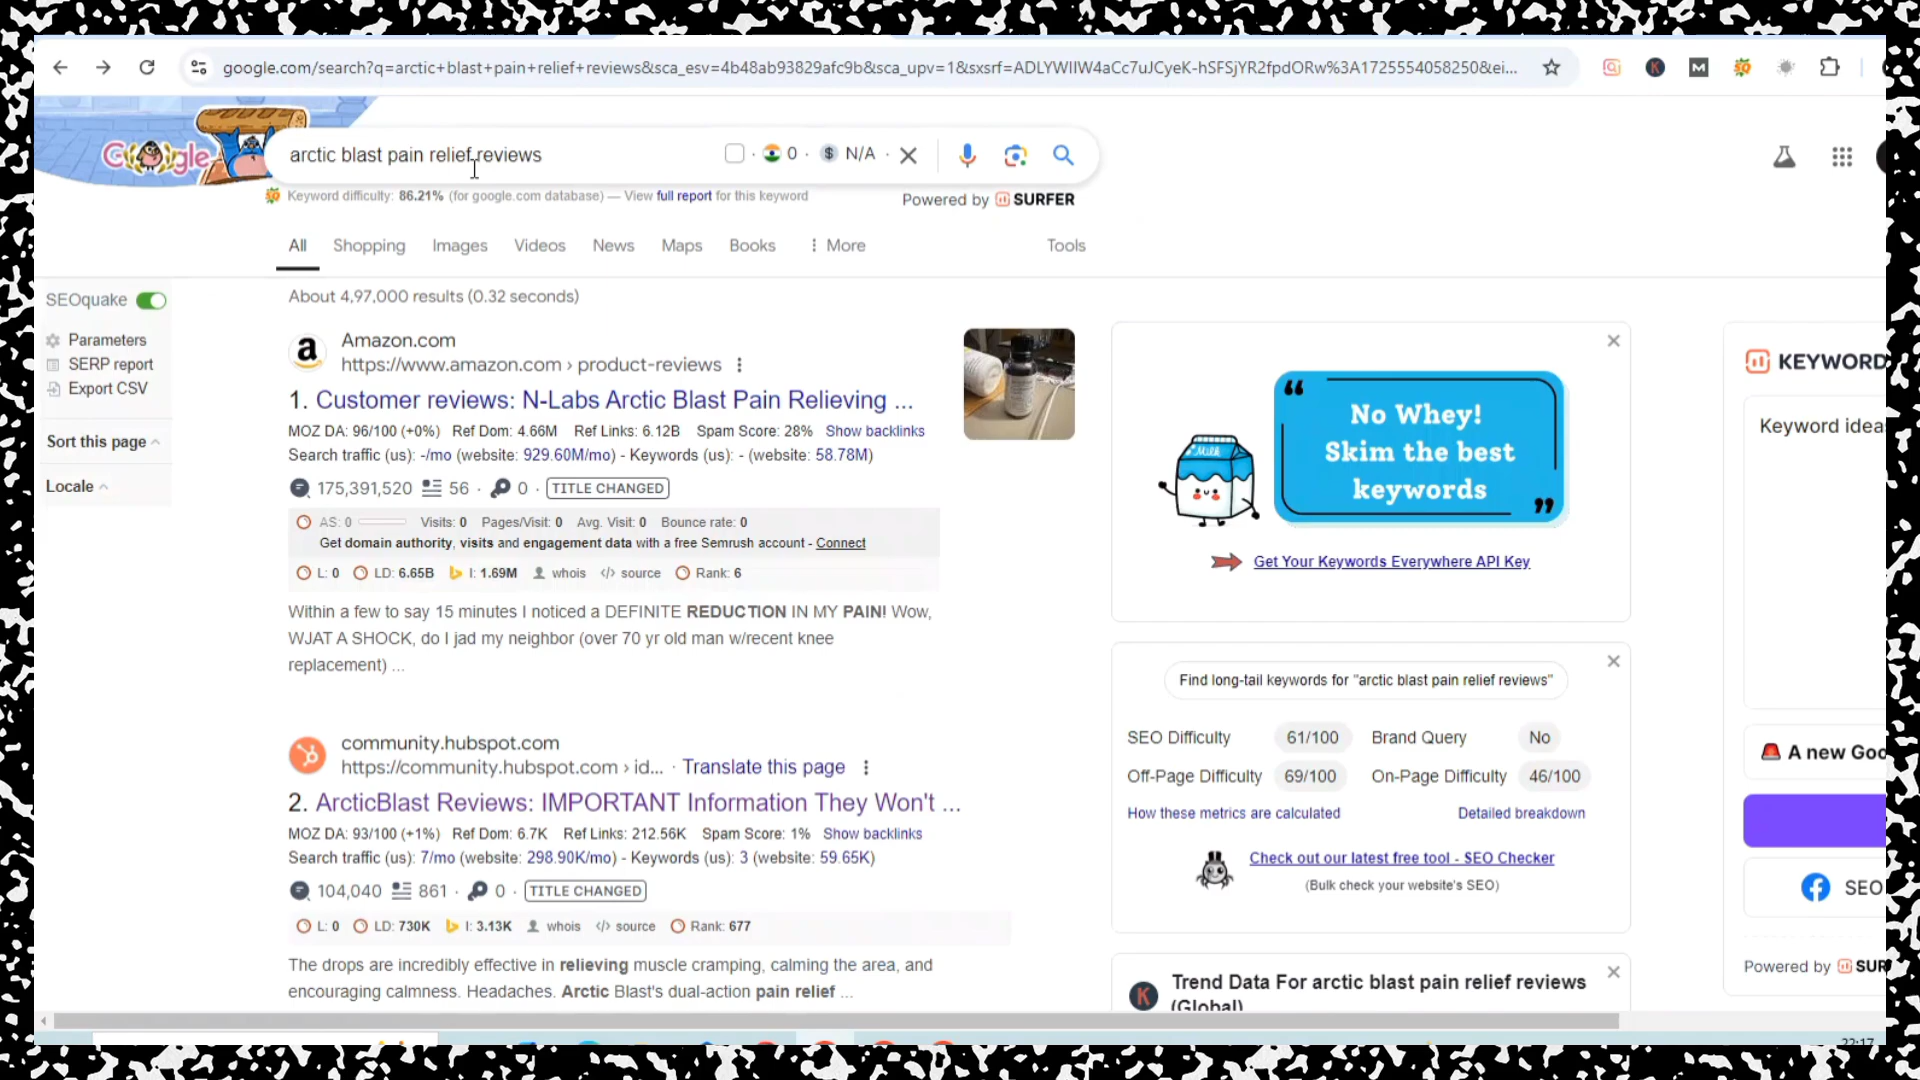 google.com/search?q=arctic+blast+pain+relief+reviews&sca_esv=4b48ab93829afc9b&sca_upv=1&sxsrf=ADLYWIIW4aCc7uJCyeK-hSFSjYR2fpdORw%3A1725554058250&ei...
Google
arctic blast pain relief reviews
0 · N/A ·
Keyword difficulty: 86.21% (for google.com database) — View full report for this keyword
Powered by SURFER
All Shopping Images Videos News Maps Books More Tools
SEOquake
Parameters
SERP report
Export CSV
Sort this page
Locale
About 4,97,000 results (0.32 seconds)
Amazon.com
https://www.amazon.com › product-reviews
1. Customer reviews: N-Labs Arctic Blast Pain Relieving ...
MOZ DA: 96/100 (+0%) Ref Dom: 4.66M Ref Links: 6.12B Spam Score: 28% Show backlinks
Search traffic (us): -/mo (website: 929.60M/mo) - Keywords (us): - (website: 58.78M)
175,391,520 56 · 0 · TITLE CHANGED
AS: 0 Visits: 0 Pages/Visit: 0 Avg. Visit: 0 Bounce rate: 0
Get domain authority, visits and engagement data with a free Semrush account - Connect
L: 0 LD: 6.65B I: 1.69M whois source Rank: 6
Within a few to say 15 minutes I noticed a DEFINITE REDUCTION IN MY PAIN! Wow,
WJAT A SHOCK, do I jad my neighbor (over 70 yr old man w/recent knee
replacement) ...
community.hubspot.com
https://community.hubspot.com › id... · Translate this page
2. ArcticBlast Reviews: IMPORTANT Information They Won't ...
MOZ DA: 93/100 (+1%) Ref Dom: 6.7K Ref Links: 212.56K Spam Score: 1% Show backlinks
Search traffic (us): 7/mo (website: 298.90K/mo) - Keywords (us): 3 (website: 59.65K)
104,040 861 · 0 · TITLE CHANGED
L: 0 LD: 730K I: 3.13K whois source Rank: 677
The drops are incredibly effective in relieving muscle cramping, calming the area, and
encouraging calmness. Headaches. Arctic Blast's dual-action pain relief ...
MILK
“ No Whey!
Skim the best
keywords ”
Get Your Keywords Everywhere API Key
Find long-tail keywords for "arctic blast pain relief reviews"
SEO Difficulty 61/100 Brand Query No
Off-Page Difficulty 69/100 On-Page Difficulty 46/100
How these metrics are calculated Detailed breakdown
Check out our latest free tool - SEO Checker
(Bulk check your website's SEO)
Trend Data For arctic blast pain relief reviews
(Global)
KEYWORD
Keyword idea
A new Goo
SEO
Powered by SUR
22:17